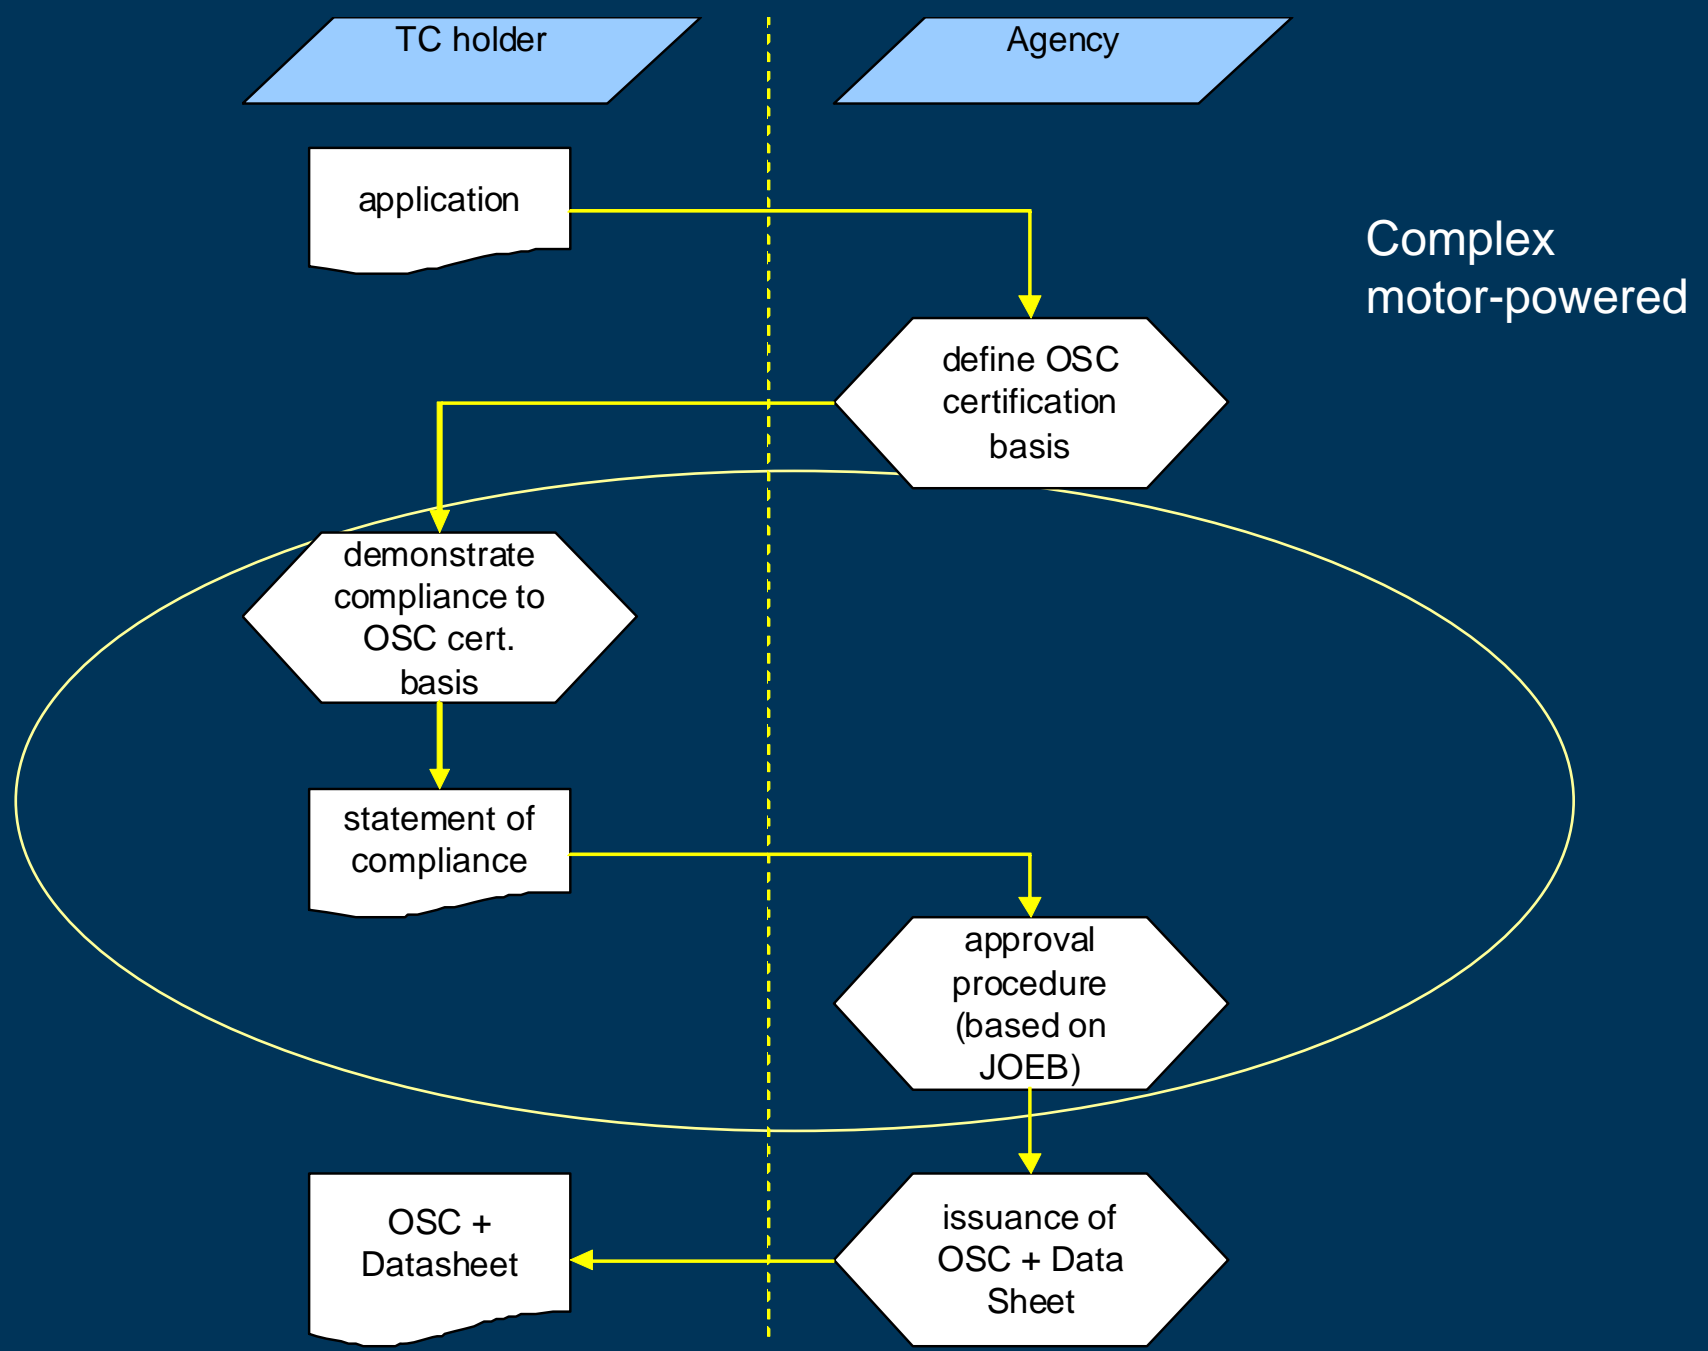 TC holder
Agency
application
Complex
motor-powered
define OSC
certification
basis
demonstrate
compliance to
OSC cert.
basis
statement of
compliance
approval
procedure
(based on
JOEB)
OSC +
Datasheet
issuance of
OSC + Data
Sheet